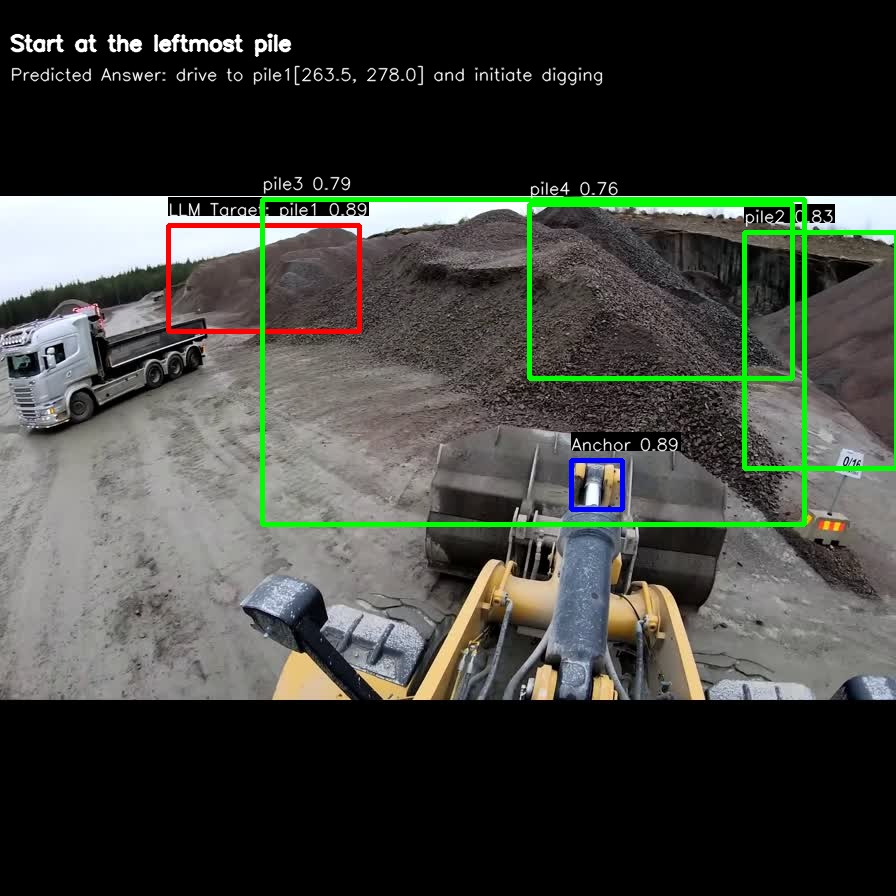 Start at the leftmost pile
Predicted Answer: drive to pile1[263.5, 278.0] and initiate digging
pile3 0.79
pile4 0.76
LLM Target: pile1 0.89
pile2 0.83
Anchor 0.89
0/16